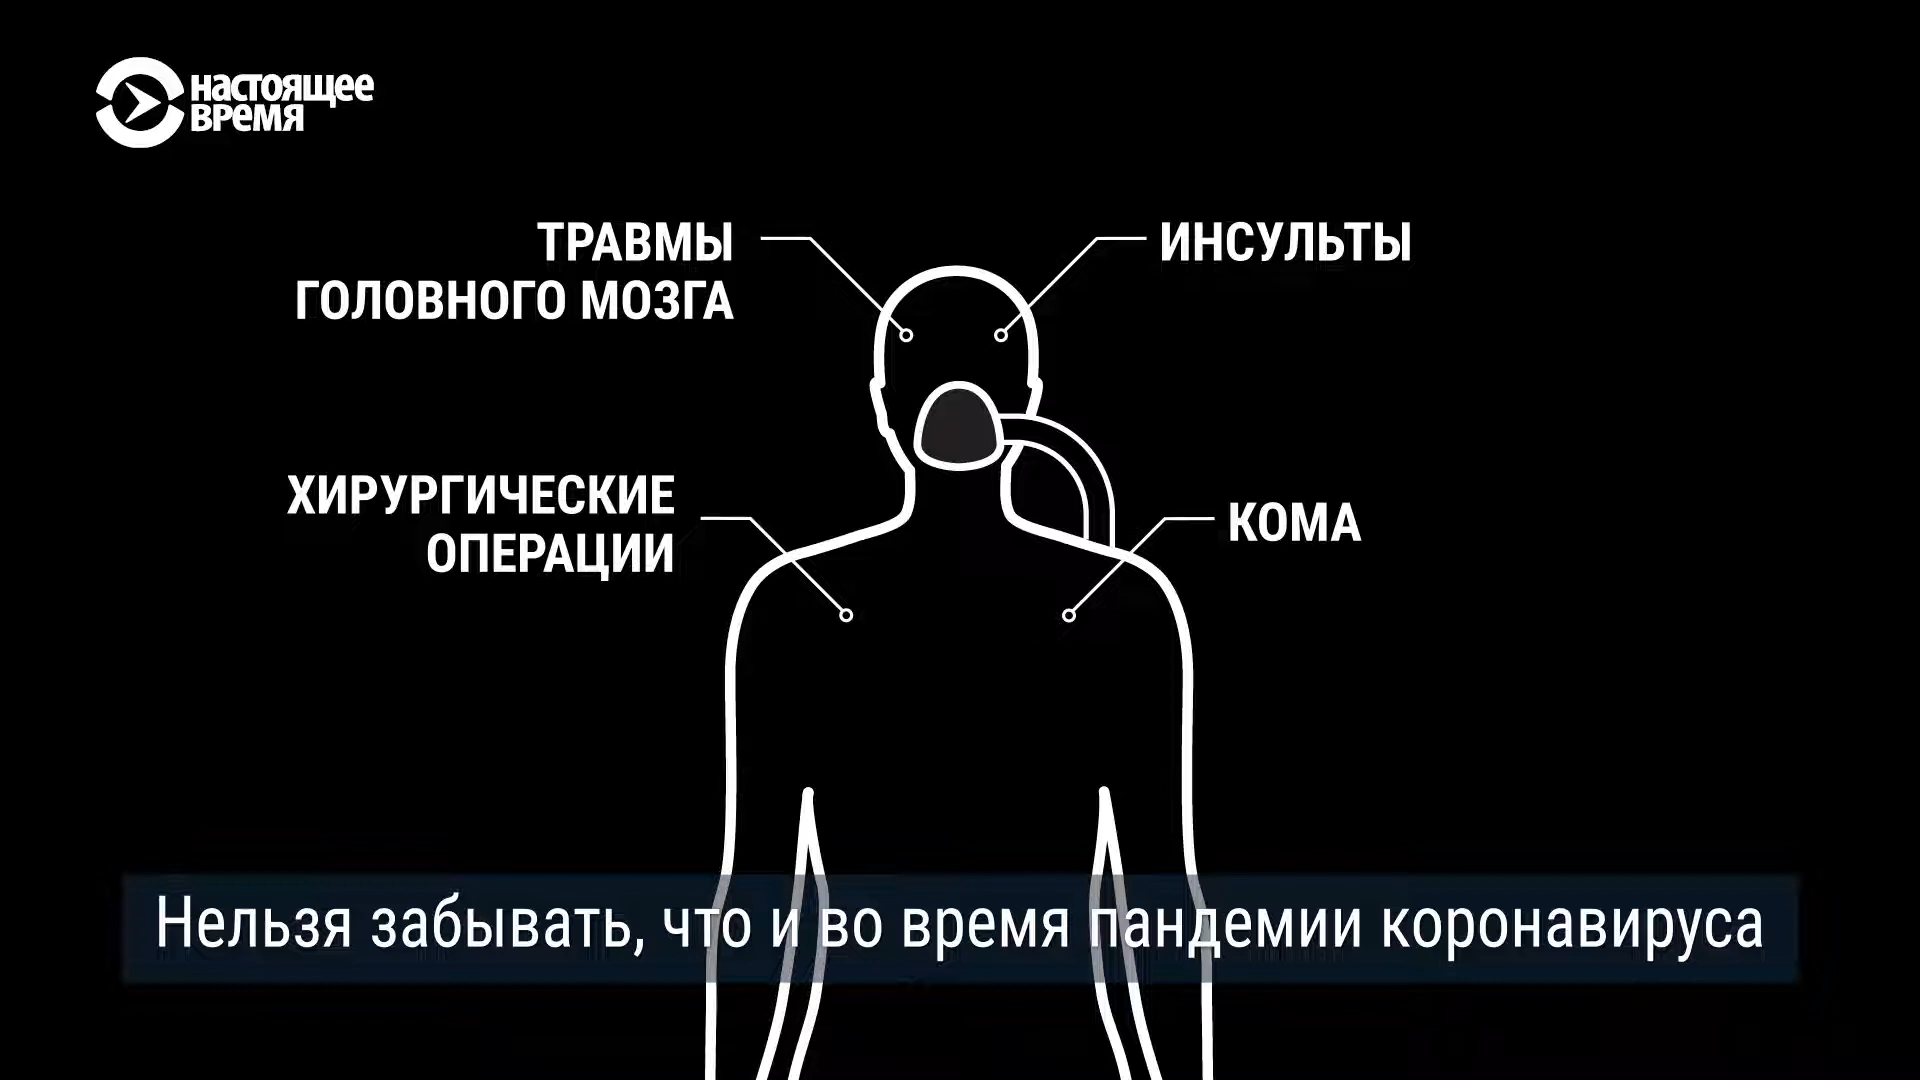 настоящее
время
ТРАВМЫ
ГОЛОВНОГО МОЗГА
ИНСУЛЬТЫ
ХИРУРГИЧЕСКИЕ
ОПЕРАЦИИ
КОМА
Нельзя забывать, что и во время пандемии коронавируса